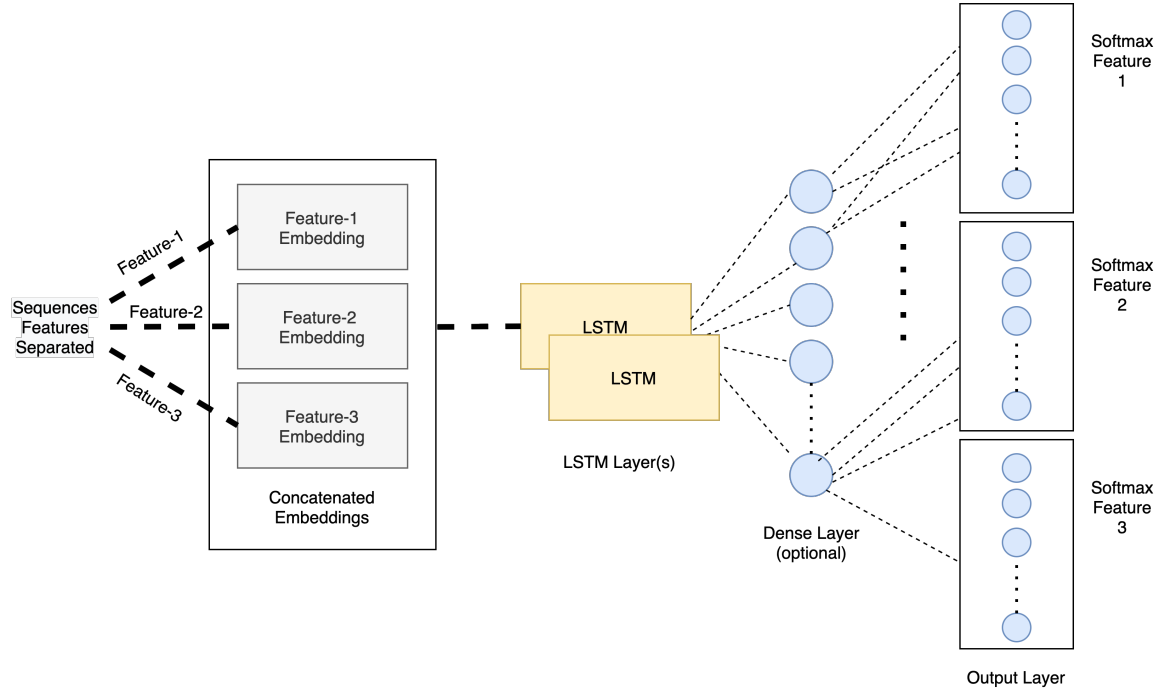 Sequences
Features
Separated
Feature-1
Feature-2
Feature-3
Feature-1
Embedding
Feature-2
Embedding
Feature-3
Embedding
Concatenated
Embeddings
LSTM
LSTM
LSTM Layer(s)
Dense Layer
(optional)
Softmax
Feature
1
Softmax
Feature
2
Softmax
Feature
3
Output Layer